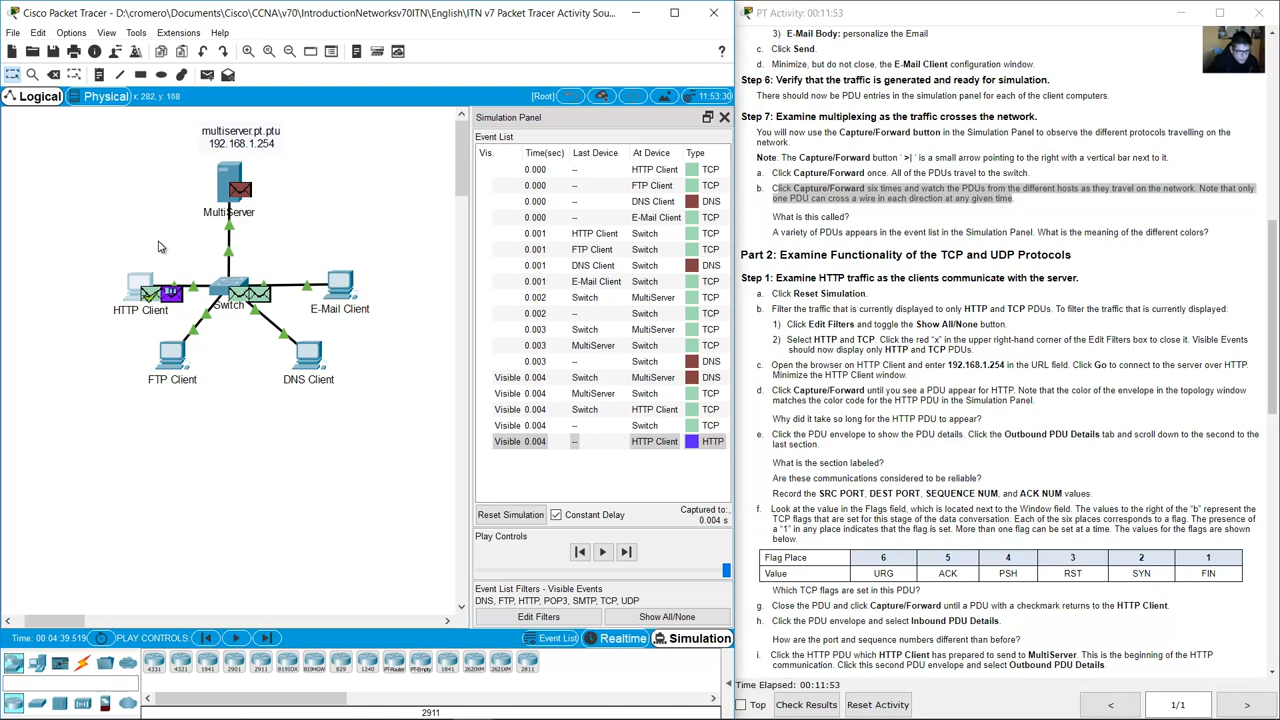 Cisco Packet Tracer - C:\Users\cromero\Documents\Cisco\CCNA\v70\IntroductionNetworksv70ITN\English\ITN v7 Packet Tracer Activity Sou...
File Edit Options View Tools Extensions Help
Logical Physical x: 282, y: 168 [Root] 11:53:30
multiserver.pt.ptu
192.168.1.254
MultiServer
HTTP Client
Switch
E-Mail Client
FTP Client
DNS Client
Simulation Panel
Event List
Vis. Time(sec) Last Device At Device Type
0.000 -- HTTP Client TCP
0.000 -- FTP Client TCP
0.000 -- DNS Client DNS
0.000 -- E-Mail Client TCP
0.001 HTTP Client Switch TCP
0.001 FTP Client Switch TCP
0.001 DNS Client Switch DNS
0.001 E-Mail Client Switch TCP
0.002 Switch MultiServer TCP
0.002 -- Switch TCP
0.003 Switch MultiServer TCP
0.003 MultiServer Switch TCP
0.003 -- Switch DNS
Visible 0.004 Switch MultiServer DNS
Visible 0.004 MultiServer Switch TCP
Visible 0.004 Switch HTTP Client TCP
Visible 0.004 -- Switch TCP
Visible 0.004 -- HTTP Client HTTP
Reset Simulation Constant Delay Captured to:
0.004 s
Play Controls
Event List Filters - Visible Events
DNS, FTP, HTTP, POP3, SMTP, TCP, UDP
Edit Filters Show All/None
Time: 00:04:39.519 PLAY CONTROLS: Event List Realtime Simulation
4331 4321 1941 2901 2911 819IOX 819HGW 829 1240 PT-Router PT-Empty 1841 2620XM 2621XM 2811
2911
PT Activity: 00:11:53
3) E-Mail Body: personalize the Email
c. Click Send.
d. Minimize, but do not close, the E-Mail Client configuration window.
Step 6: Verify that the traffic is generated and ready for simulation.
There should now be PDU entries in the simulation panel for each of the client computers.
Step 7: Examine multiplexing as the traffic crosses the network.
You will now use the Capture/Forward button in the Simulation Panel to observe the different protocols travelling on the
network.
Note: The Capture/Forward button ' >| ' is a small arrow pointing to the right with a vertical bar next to it.
a. Click Capture/Forward once. All of the PDUs travel to the switch.
b. Click Capture/Forward six times and watch the PDUs from the different hosts as they travel on the network. Note that only
one PDU can cross a wire in each direction at any given time.
What is this called?
A variety of PDUs appears in the event list in the Simulation Panel. What is the meaning of the different colors?
Part 2: Examine Functionality of the TCP and UDP Protocols
Step 1: Examine HTTP traffic as the clients communicate with the server.
a. Click Reset Simulation.
b. Filter the traffic that is currently displayed to only HTTP and TCP PDUs. To filter the traffic that is currently displayed:
1) Click Edit Filters and toggle the Show All/None button.
2) Select HTTP and TCP. Click the red “x” in the upper right-hand corner of the Edit Filters box to close it. Visible Events
should now display only HTTP and TCP PDUs.
c. Open the browser on HTTP Client and enter 192.168.1.254 in the URL field. Click Go to connect to the server over HTTP.
Minimize the HTTP Client window.
d. Click Capture/Forward until you see a PDU appear for HTTP. Note that the color of the envelope in the topology window
matches the color code for the HTTP PDU in the Simulation Panel.
Why did it take so long for the HTTP PDU to appear?
e. Click the PDU envelope to show the PDU details. Click the Outbound PDU Details tab and scroll down to the second to the
last section.
What is the section labeled?
Are these communications considered to be reliable?
Record the SRC PORT, DEST PORT, SEQUENCE NUM, and ACK NUM values.
f. Look at the value in the Flags field, which is located next to the Window field. The values to the right of the “b” represent the
TCP flags that are set for this stage of the data conversation. Each of the six places corresponds to a flag. The presence of
a “1” in any place indicates that the flag is set. More than one flag can be set at a time. The values for the flags are shown
below.
Flag Place 6 5 4 3 2 1
Value URG ACK PSH RST SYN FIN
Which TCP flags are set in this PDU?
g. Close the PDU and click Capture/Forward until a PDU with a checkmark returns to the HTTP Client.
h. Click the PDU envelope and select Inbound PDU Details.
How are the port and sequence numbers different than before?
i. Click the HTTP PDU which HTTP Client has prepared to send to MultiServer. This is the beginning of the HTTP
communication. Click this second PDU envelope and select Outbound PDU Details.
Time Elapsed: 00:11:53
Top Check Results Reset Activity < 1/1 >